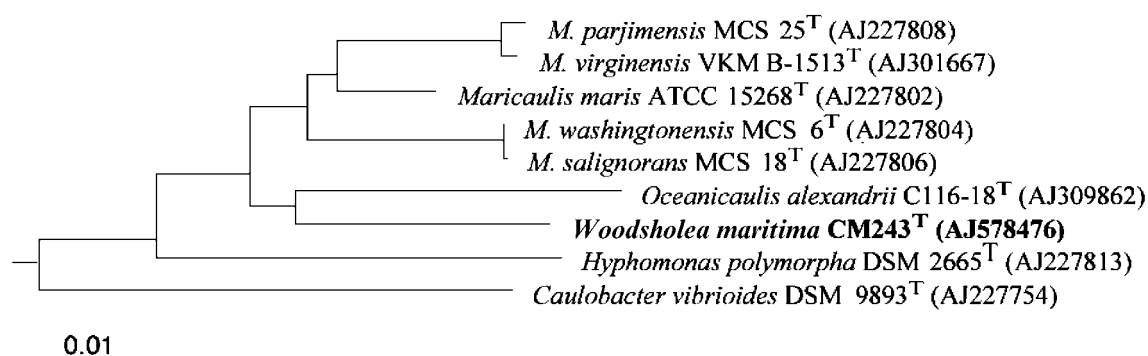 M. parjimensis MCS 25ᵀ (AJ227808)
M. virginensis VKM B-1513ᵀ (AJ301667)
Maricaulis maris ATCC 15268ᵀ (AJ227802)
M. washingtonensis MCS 6ᵀ (AJ227804)
M. salignorans MCS 18ᵀ (AJ227806)
Oceanicaulis alexandrii C116-18ᵀ (AJ309862)
Woodsholea maritima CM243ᵀ (AJ578476)
Hyphomonas polymorpha DSM 2665ᵀ (AJ227813)
Caulobacter vibrioides DSM 9893ᵀ (AJ227754)
0.01